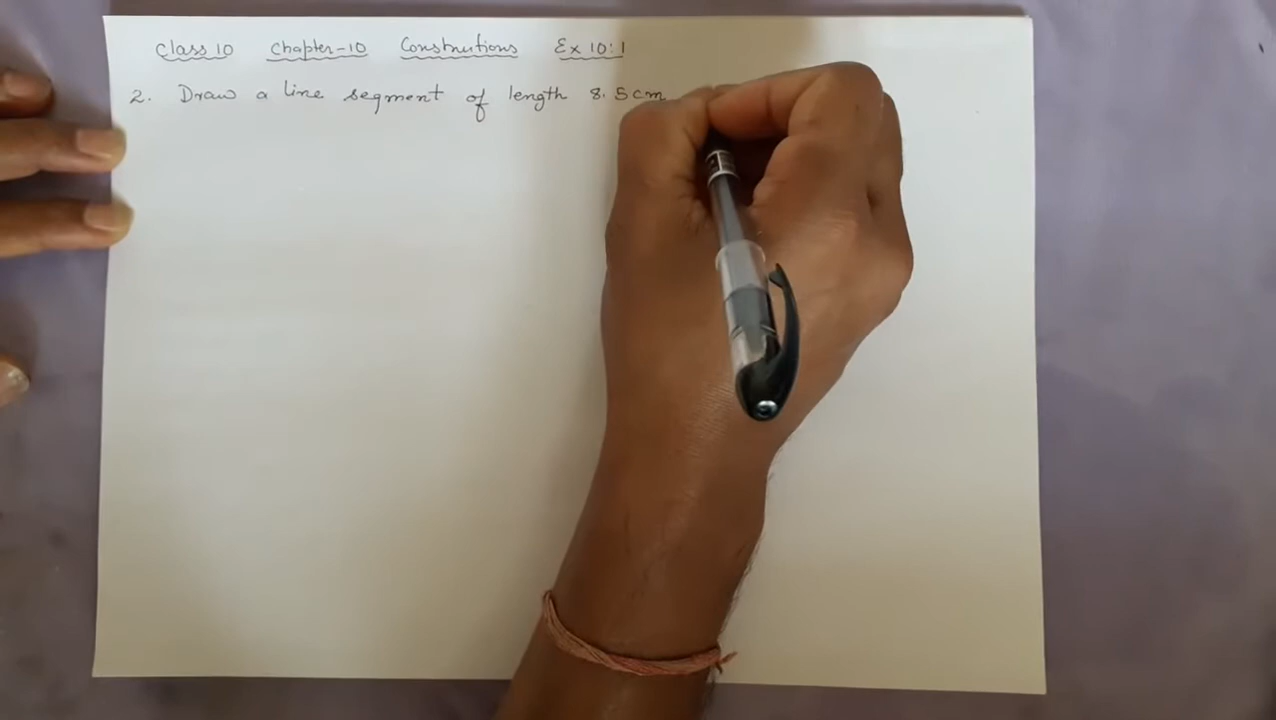 Class 10 Chapter-10 Constructions Ex 10:1
2. Draw a line segment of length 8.5cm